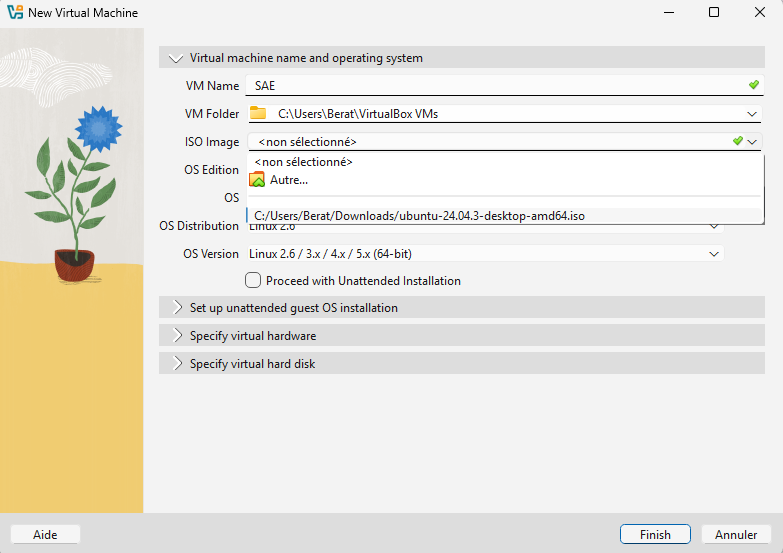 New Virtual Machine
Virtual machine name and operating system
VM Name SAE
VM Folder C:\Users\Berat\VirtualBox VMs
ISO Image <non sélectionné>
<non sélectionné>
OS Edition
Autre...
OS
C:/Users/Berat/Downloads/ubuntu-24.04.3-desktop-amd64.iso
OS Distribution Linux 2.6
OS Version Linux 2.6 / 3.x / 4.x / 5.x (64-bit)
Proceed with Unattended Installation
Set up unattended guest OS installation
Specify virtual hardware
Specify virtual hard disk
Aide Finish Annuler